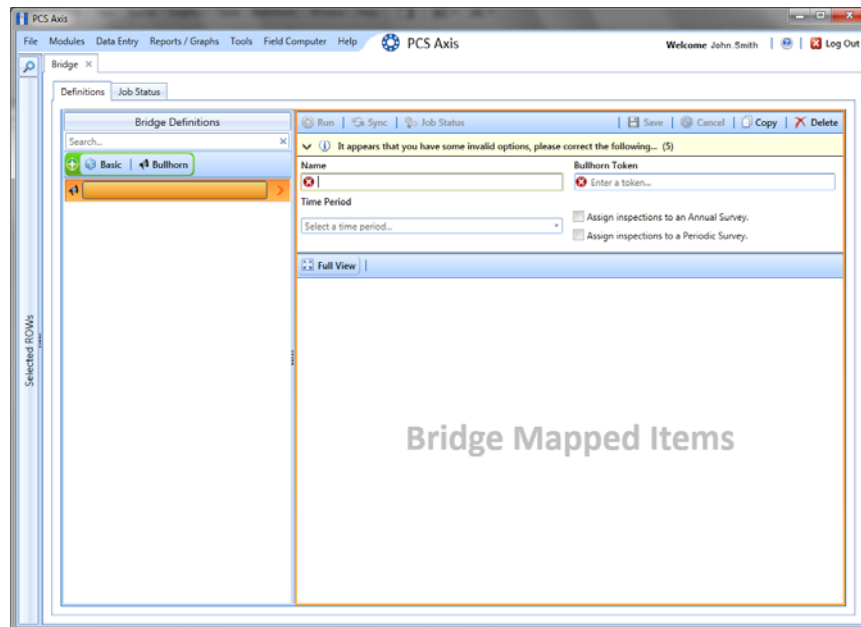 PCS Axis
File Modules Data Entry Reports / Graphs Tools Field Computer Help PCS Axis Welcome John Smith | | Log Out
Bridge ×
Definitions Job Status
Bridge Definitions
Search...
Basic | Bullhorn
Run | Sync | Job Status | Save | Cancel | Copy | Delete
It appears that you have some invalid options, please correct the following... (5)
Name Bullhorn Token
Enter a token...
Time Period
Select a time period...
Assign inspections to an Annual Survey.
Assign inspections to a Periodic Survey.
Full View |
Selected ROWs
Bridge Mapped Items